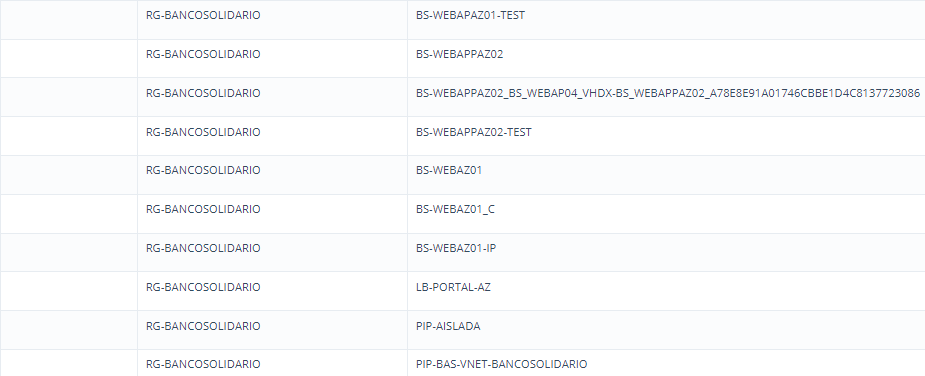 RG-BANCOSOLIDARIO BS-WEBAPAZ01-TEST
RG-BANCOSOLIDARIO BS-WEBAPPAZ02
RG-BANCOSOLIDARIO BS-WEBAPPAZ02_BS_WEBAP04_VHDX-BS_WEBAPPAZ02_A78E8E91A01746CBBE1D4C8137723086
RG-BANCOSOLIDARIO BS-WEBAPPAZ02-TEST
RG-BANCOSOLIDARIO BS-WEBAZ01
RG-BANCOSOLIDARIO BS-WEBAZ01_C
RG-BANCOSOLIDARIO BS-WEBAZ01-IP
RG-BANCOSOLIDARIO LB-PORTAL-AZ
RG-BANCOSOLIDARIO PIP-AISLADA
RG-BANCOSOLIDARIO PIP-BAS-VNET-BANCOSOLIDARIO